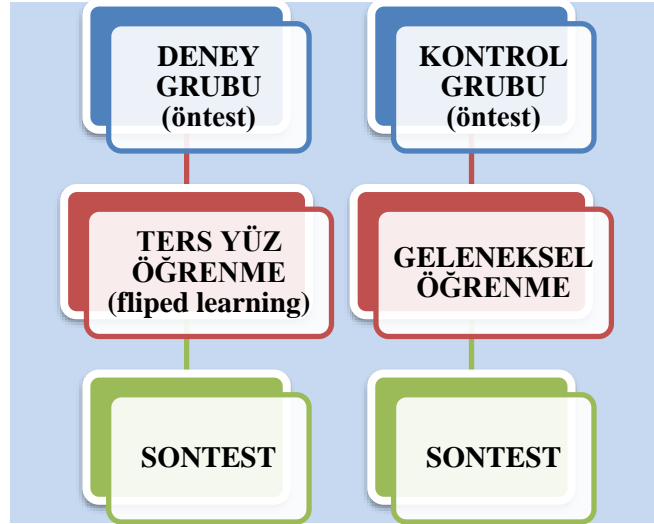 DENEY
GRUBU
(öntest)
KONTROL
GRUBU
(öntest)
TERS YÜZ
ÖĞRENME
(fliped learning)
GELENEKSEL
ÖĞRENME
SONTEST
SONTEST